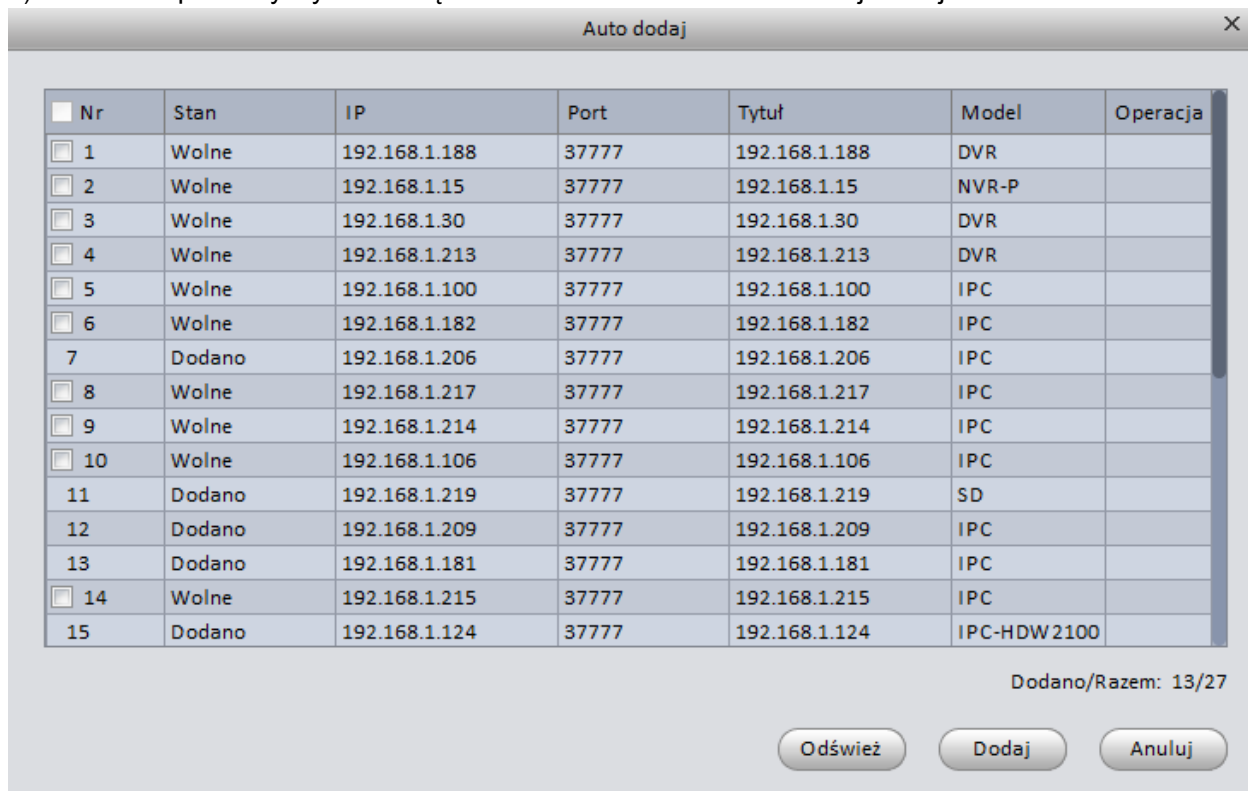 Auto dodaj
Nr Stan IP Port Tytuł Model Operacja
1 Wolne 192.168.1.188 37777 192.168.1.188 DVR
2 Wolne 192.168.1.15 37777 192.168.1.15 NVR-P
3 Wolne 192.168.1.30 37777 192.168.1.30 DVR
4 Wolne 192.168.1.213 37777 192.168.1.213 DVR
5 Wolne 192.168.1.100 37777 192.168.1.100 IPC
6 Wolne 192.168.1.182 37777 192.168.1.182 IPC
7 Dodano 192.168.1.206 37777 192.168.1.206 IPC
8 Wolne 192.168.1.217 37777 192.168.1.217 IPC
9 Wolne 192.168.1.214 37777 192.168.1.214 IPC
10 Wolne 192.168.1.106 37777 192.168.1.106 IPC
11 Dodano 192.168.1.219 37777 192.168.1.219 SD
12 Dodano 192.168.1.209 37777 192.168.1.209 IPC
13 Dodano 192.168.1.181 37777 192.168.1.181 IPC
14 Wolne 192.168.1.215 37777 192.168.1.215 IPC
15 Dodano 192.168.1.124 37777 192.168.1.124 IPC-HDW2100
Dodano/Razem: 13/27
Odśwież Dodaj Anuluj